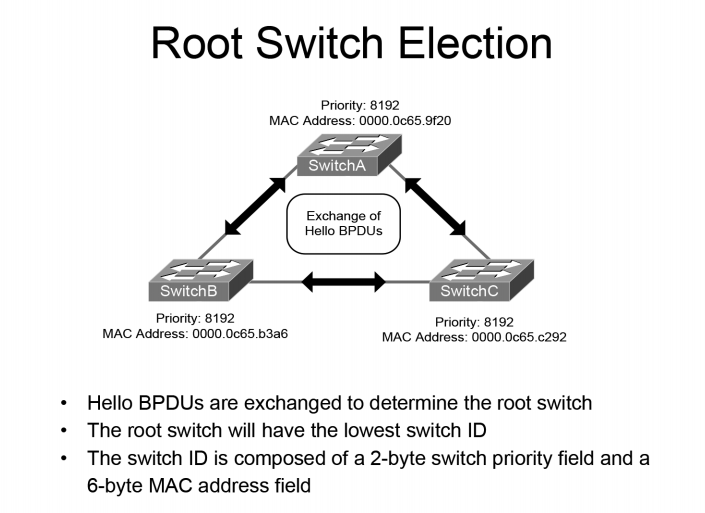 Root Switch Election
Priority: 8192
MAC Address: 0000.0c65.9f20
SwitchA
Exchange of
Hello BPDUs
SwitchB
SwitchC
Priority: 8192
MAC Address: 0000.0c65.b3a6
Priority: 8192
MAC Address: 0000.0c65.c292
• Hello BPDUs are exchanged to determine the root switch
• The root switch will have the lowest switch ID
• The switch ID is composed of a 2-byte switch priority field and a
6-byte MAC address field